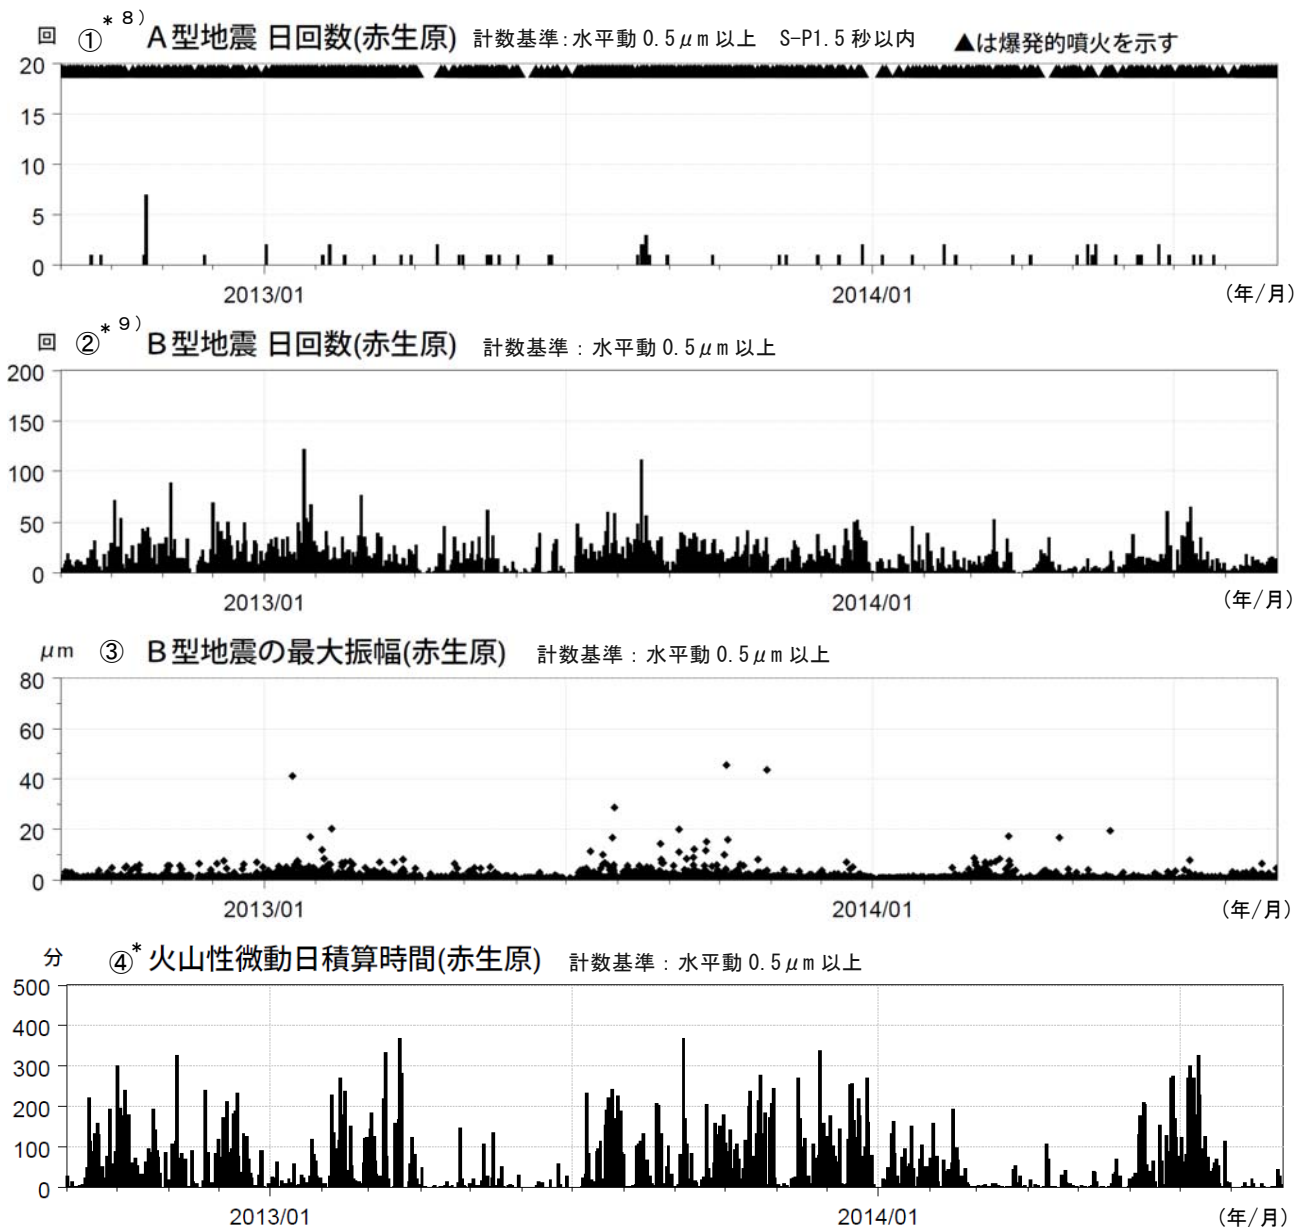 回 ①*8) A型地震 日回数(赤生原) 計数基準:水平動0.5μm以上 S-P1.5秒以内 ▲は爆発的噴火を示す
20
15
10
5
0
2013/01 2014/01 (年/月)
回 ②*9) B型地震 日回数(赤生原) 計数基準:水平動0.5μm以上
200
150
100
50
0
2013/01 2014/01 (年/月)
μm ③ B型地震の最大振幅(赤生原) 計数基準:水平動0.5μm以上
80
60
40
20
0
2013/01 2014/01 (年/月)
分 ④* 火山性微動日積算時間(赤生原) 計数基準:水平動0.5μm以上
500
400
300
200
100
0
2013/01 2014/01 (年/月)